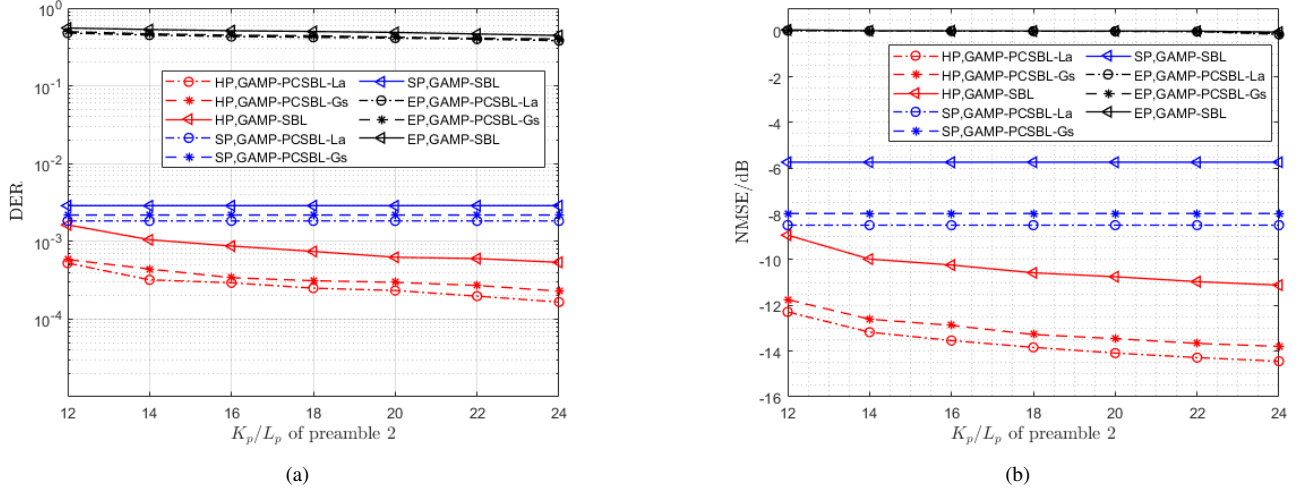 10^0
10^-1
10^-2
10^-3
10^-4
DER
HP,GAMP-PCSBL-La
HP,GAMP-PCSBL-Gs
HP,GAMP-SBL
SP,GAMP-PCSBL-La
SP,GAMP-PCSBL-Gs
SP,GAMP-SBL
EP,GAMP-PCSBL-La
EP,GAMP-PCSBL-Gs
EP,GAMP-SBL
12 14 16 18 20 22 24
K_p/L_p of preamble 2
(a)
0
-2
-4
-6
-8
-10
-12
-14
-16
NMSE/dB
HP,GAMP-PCSBL-La
HP,GAMP-PCSBL-Gs
HP,GAMP-SBL
SP,GAMP-PCSBL-La
SP,GAMP-PCSBL-Gs
SP,GAMP-SBL
EP,GAMP-PCSBL-La
EP,GAMP-PCSBL-Gs
EP,GAMP-SBL
12 14 16 18 20 22 24
K_p/L_p of preamble 2
(b)